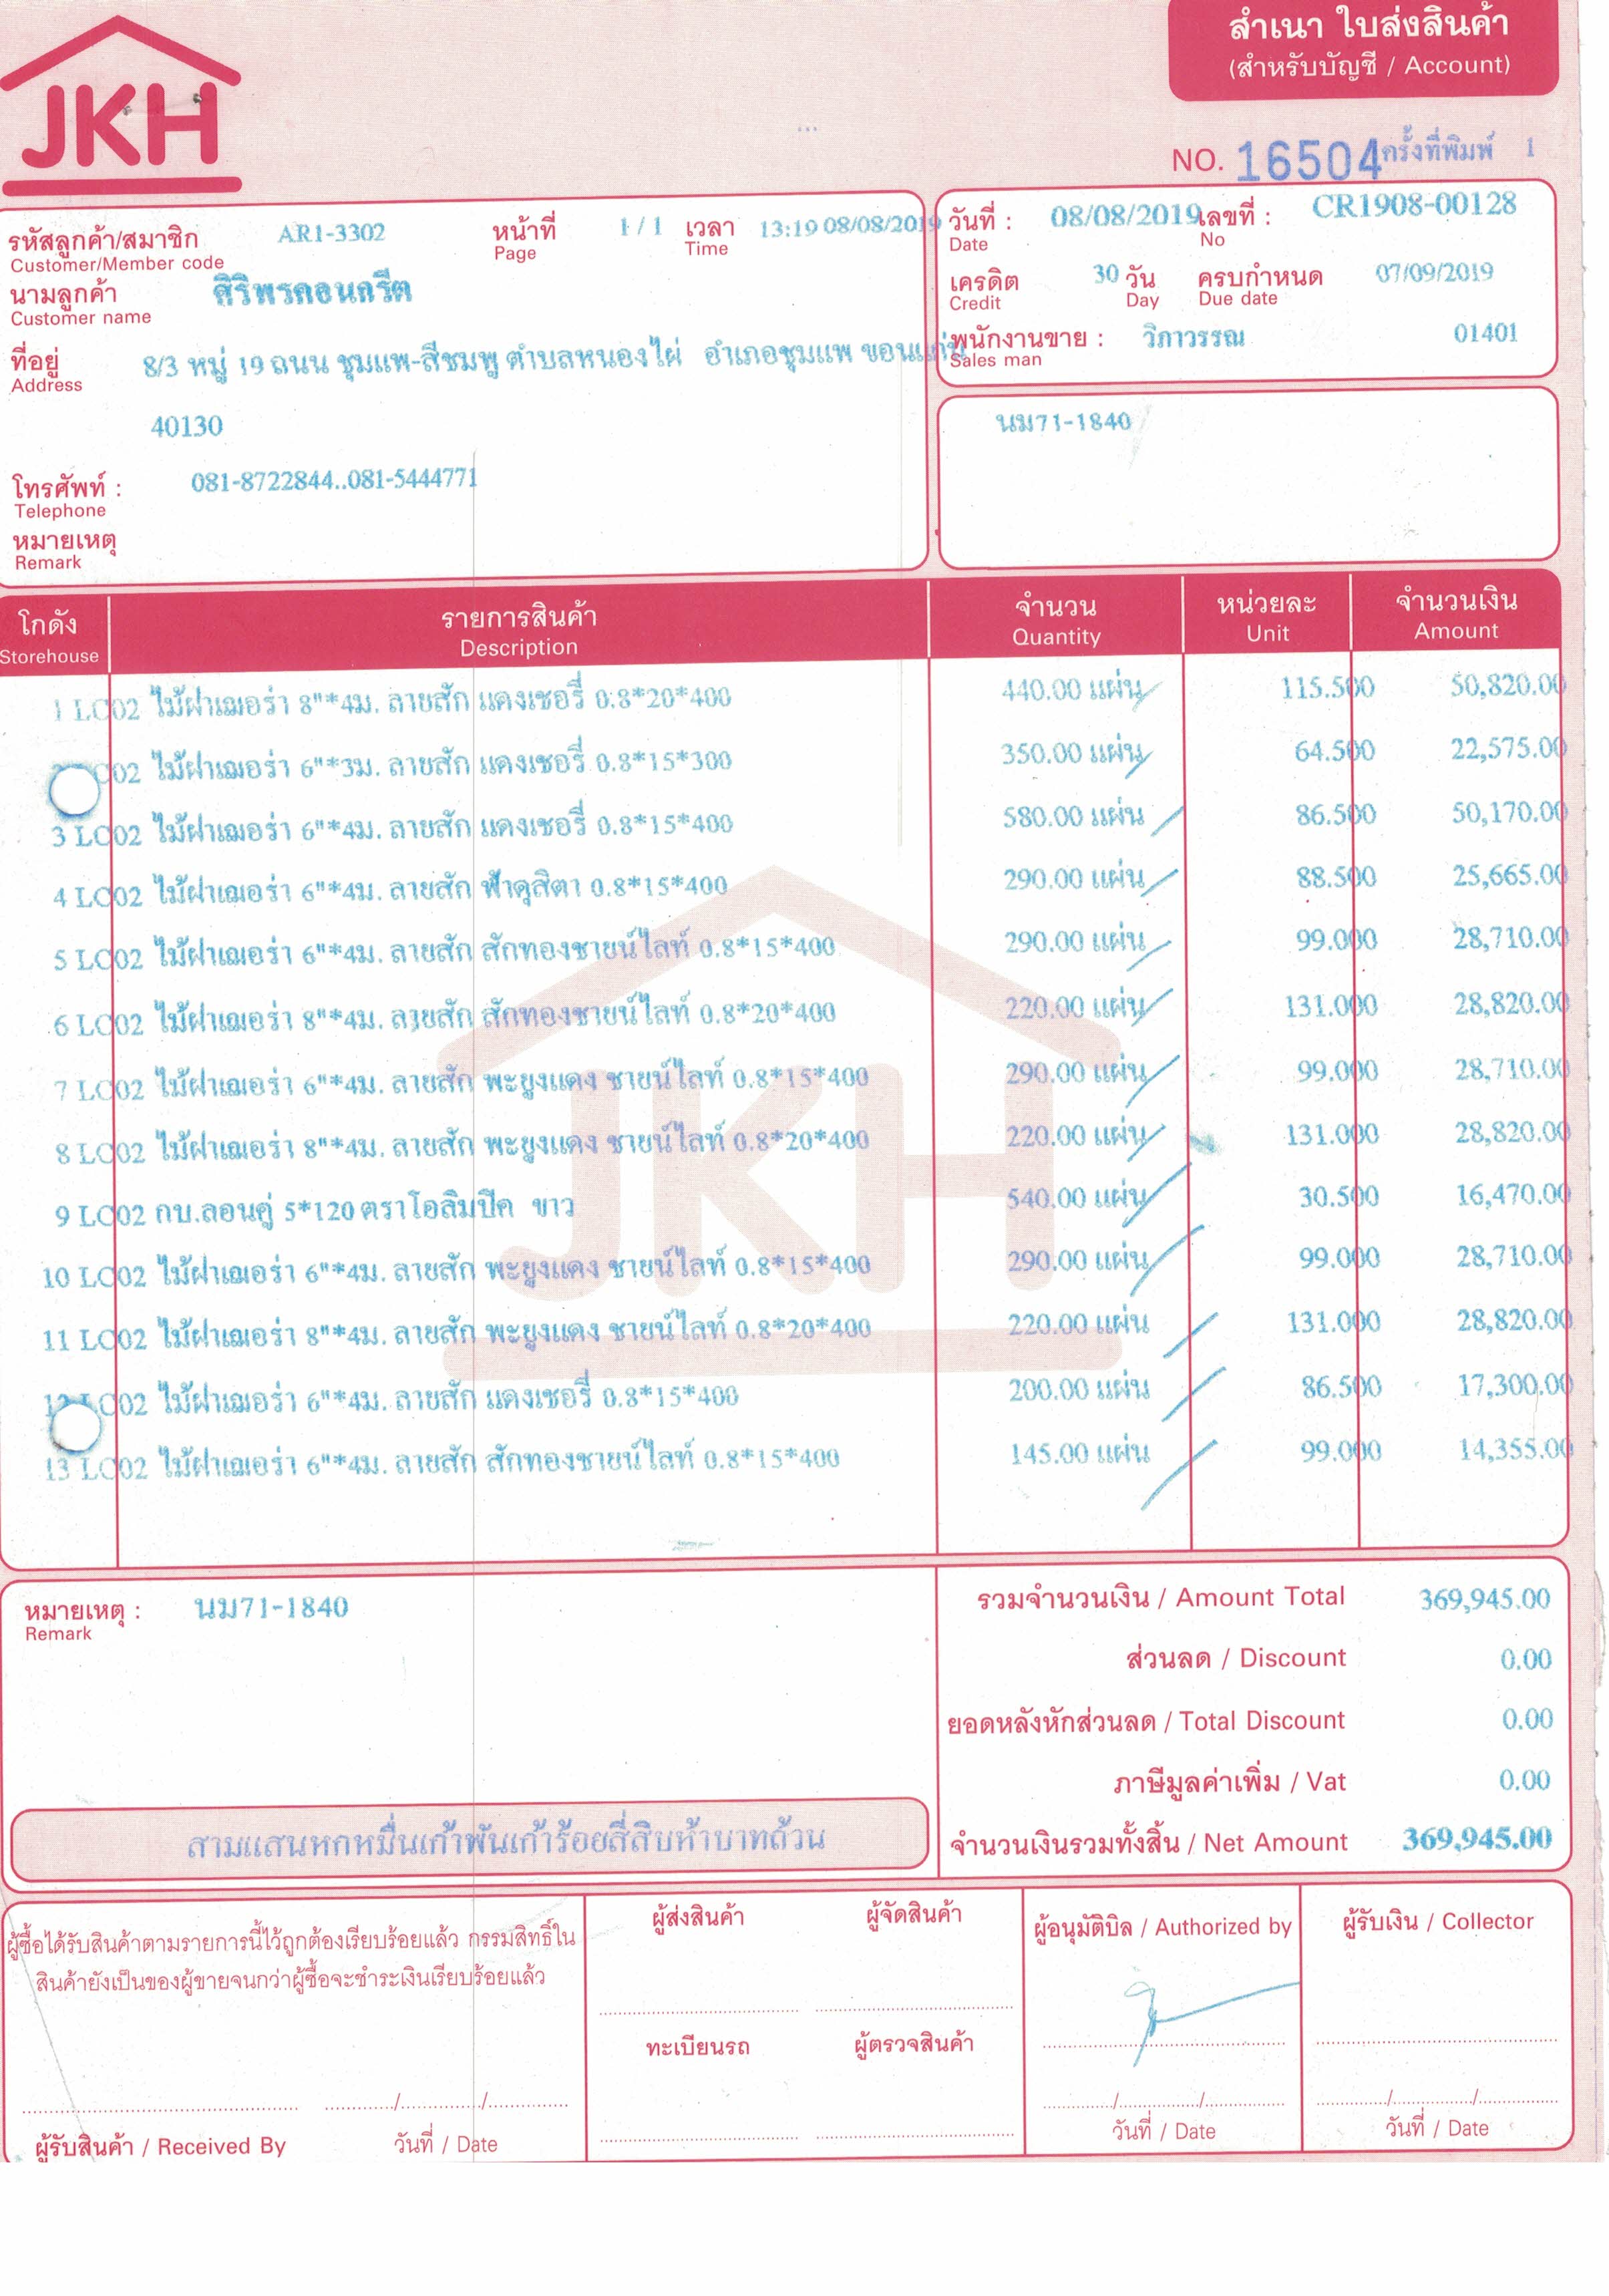 JKH
สำเนา ใบส่งสินค้า
(สำหรับบัญชี / Account)
NO. 16504 ครั้งที่พิมพ์ 1
รหัสลูกค้า/สมาชิก AR1-3302 หน้าที่ 1 / 1 เวลา 13:19 08/08/2019
Customer/Member code Page Time
นามลูกค้า ศิริพรคอนกรีต
Customer name
ที่อยู่ 8/3 หมู่ 19 ถนน ชุมแพ-สีชมพู ตำบลหนองไผ่ อำเภอชุมแพ ขอนแก่น
Address
40130
โทรศัพท์ : 081-8722844..081-5444771
Telephone
หมายเหตุ
Remark
วันที่ : 08/08/2019 เลขที่ : CR1908-00128
Date No
เครดิต 30 วัน ครบกำหนด 07/09/2019
Credit Day Due date
พนักงานขาย : วิภาวรรณ 01401
Sales man
นม71-1840
โกดัง รายการสินค้า จำนวน หน่วยละ จำนวนเงิน
Storehouse Description Quantity Unit Amount
1 LC02 ไม้ฝาเฌอร่า 8"*4ม. ลายสัก แดงเชอรี่ 0.8*20*400 440.00 แผ่น 115.500 50,820.00
C02 ไม้ฝาเฌอร่า 6"*3ม. ลายสัก แดงเชอรี่ 0.8*15*300 350.00 แผ่น 64.500 22,575.00
3 LC02 ไม้ฝาเฌอร่า 6"*4ม. ลายสัก แดงเชอรี่ 0.8*15*400 580.00 แผ่น 86.500 50,170.00
4 LC02 ไม้ฝาเฌอร่า 6"*4ม. ลายสัก ฟ้าดุสิตา 0.8*15*400 290.00 แผ่น 88.500 25,665.00
5 LC02 ไม้ฝาเฌอร่า 6"*4ม. ลายสัก สักทองชายน์ไลท์ 0.8*15*400 290.00 แผ่น 99.000 28,710.00
6 LC02 ไม้ฝาเฌอร่า 8"*4ม. ลายสัก สักทองชายน์ไลท์ 0.8*20*400 220.00 แผ่น 131.000 28,820.00
7 LC02 ไม้ฝาเฌอร่า 6"*4ม. ลายสัก พะยูงแดง ชายน์ไลท์ 0.8*15*400 290.00 แผ่น 99.000 28,710.00
8 LC02 ไม้ฝาเฌอร่า 8"*4ม. ลายสัก พะยูงแดง ชายน์ไลท์ 0.8*20*400 220.00 แผ่น 131.000 28,820.00
9 LC02 กบ.ลอนคู่ 5*120 ตราโอลิมปิค ขาว 540.00 แผ่น 30.500 16,470.00
10 LC02 ไม้ฝาเฌอร่า 6"*4ม. ลายสัก พะยูงแดง ชายน์ไลท์ 0.8*15*400 290.00 แผ่น 99.000 28,710.00
11 LC02 ไม้ฝาเฌอร่า 8"*4ม. ลายสัก พะยูงแดง ชายน์ไลท์ 0.8*20*400 220.00 แผ่น 131.000 28,820.00
12 LC02 ไม้ฝาเฌอร่า 6"*4ม. ลายสัก แดงเชอรี่ 0.8*15*400 200.00 แผ่น 86.500 17,300.00
13 LC02 ไม้ฝาเฌอร่า 6"*4ม. ลายสัก สักทองชายน์ไลท์ 0.8*15*400 145.00 แผ่น 99.000 14,355.00
หมายเหตุ : นม71-1840
Remark
รวมจำนวนเงิน / Amount Total 369,945.00
ส่วนลด / Discount 0.00
ยอดหลังหักส่วนลด / Total Discount 0.00
ภาษีมูลค่าเพิ่ม / Vat 0.00
สามแสนหกหมื่นเก้าพันเก้าร้อยสี่สิบห้าบาทถ้วน
จำนวนเงินรวมทั้งสิ้น / Net Amount 369,945.00
ผู้ซื้อได้รับสินค้าตามรายการนี้ไว้ถูกต้องเรียบร้อยแล้ว กรรมสิทธิ์ใน
สินค้ายังเป็นของผู้ขายจนกว่าผู้ซื้อจะชำระเงินเรียบร้อยแล้ว
ผู้รับสินค้า / Received By วันที่ / Date
ผู้ส่งสินค้า ผู้จัดสินค้า
ทะเบียนรถ ผู้ตรวจสินค้า
ผู้อนุมัติบิล / Authorized by
วันที่ / Date
ผู้รับเงิน / Collector
วันที่ / Date